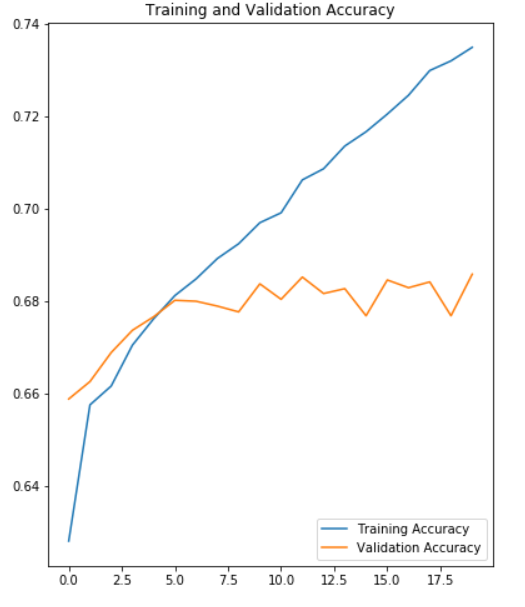 Training and Validation Accuracy
0.74
0.72
0.70
0.68
0.66
0.64
Training Accuracy
Validation Accuracy
0.0 2.5 5.0 7.5 10.0 12.5 15.0 17.5